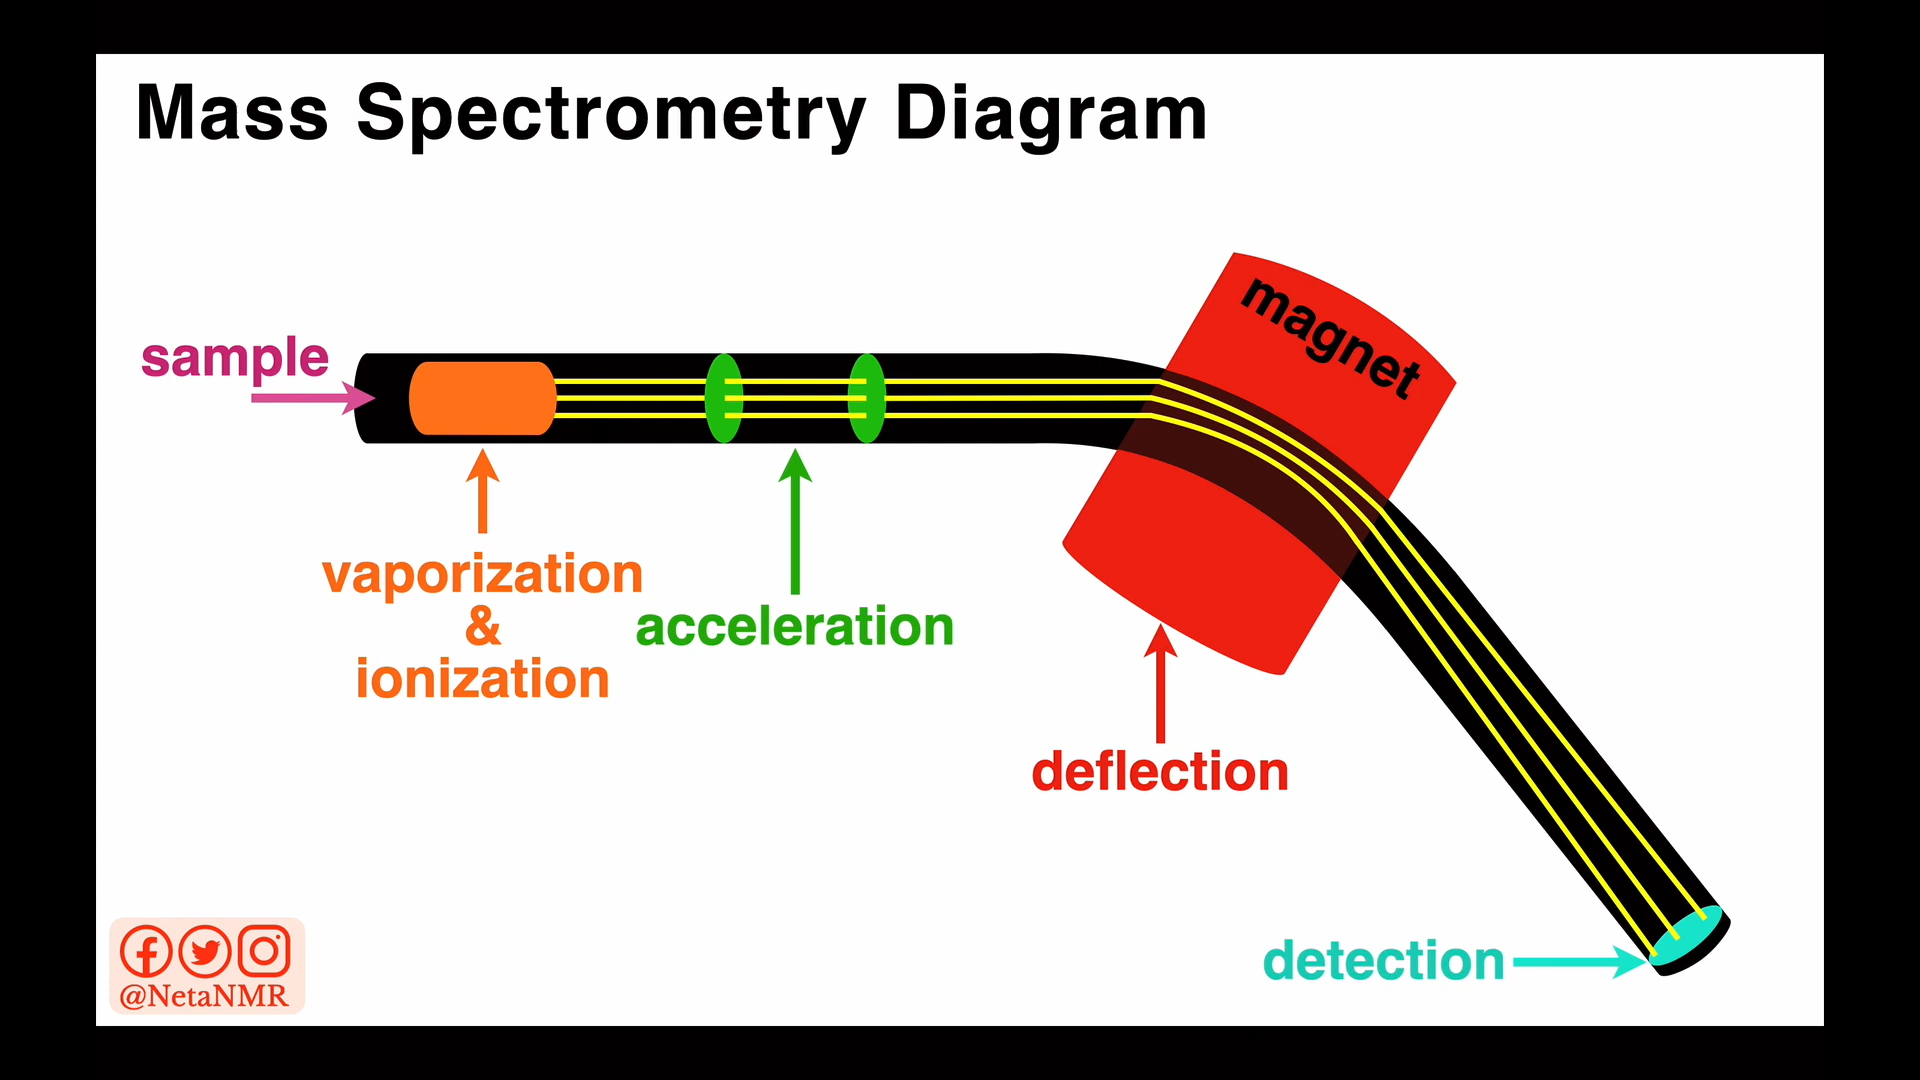 Mass Spectrometry Diagram
magnet
sample
vaporization
&
ionization
acceleration
deflection
detection
@NetaNMR